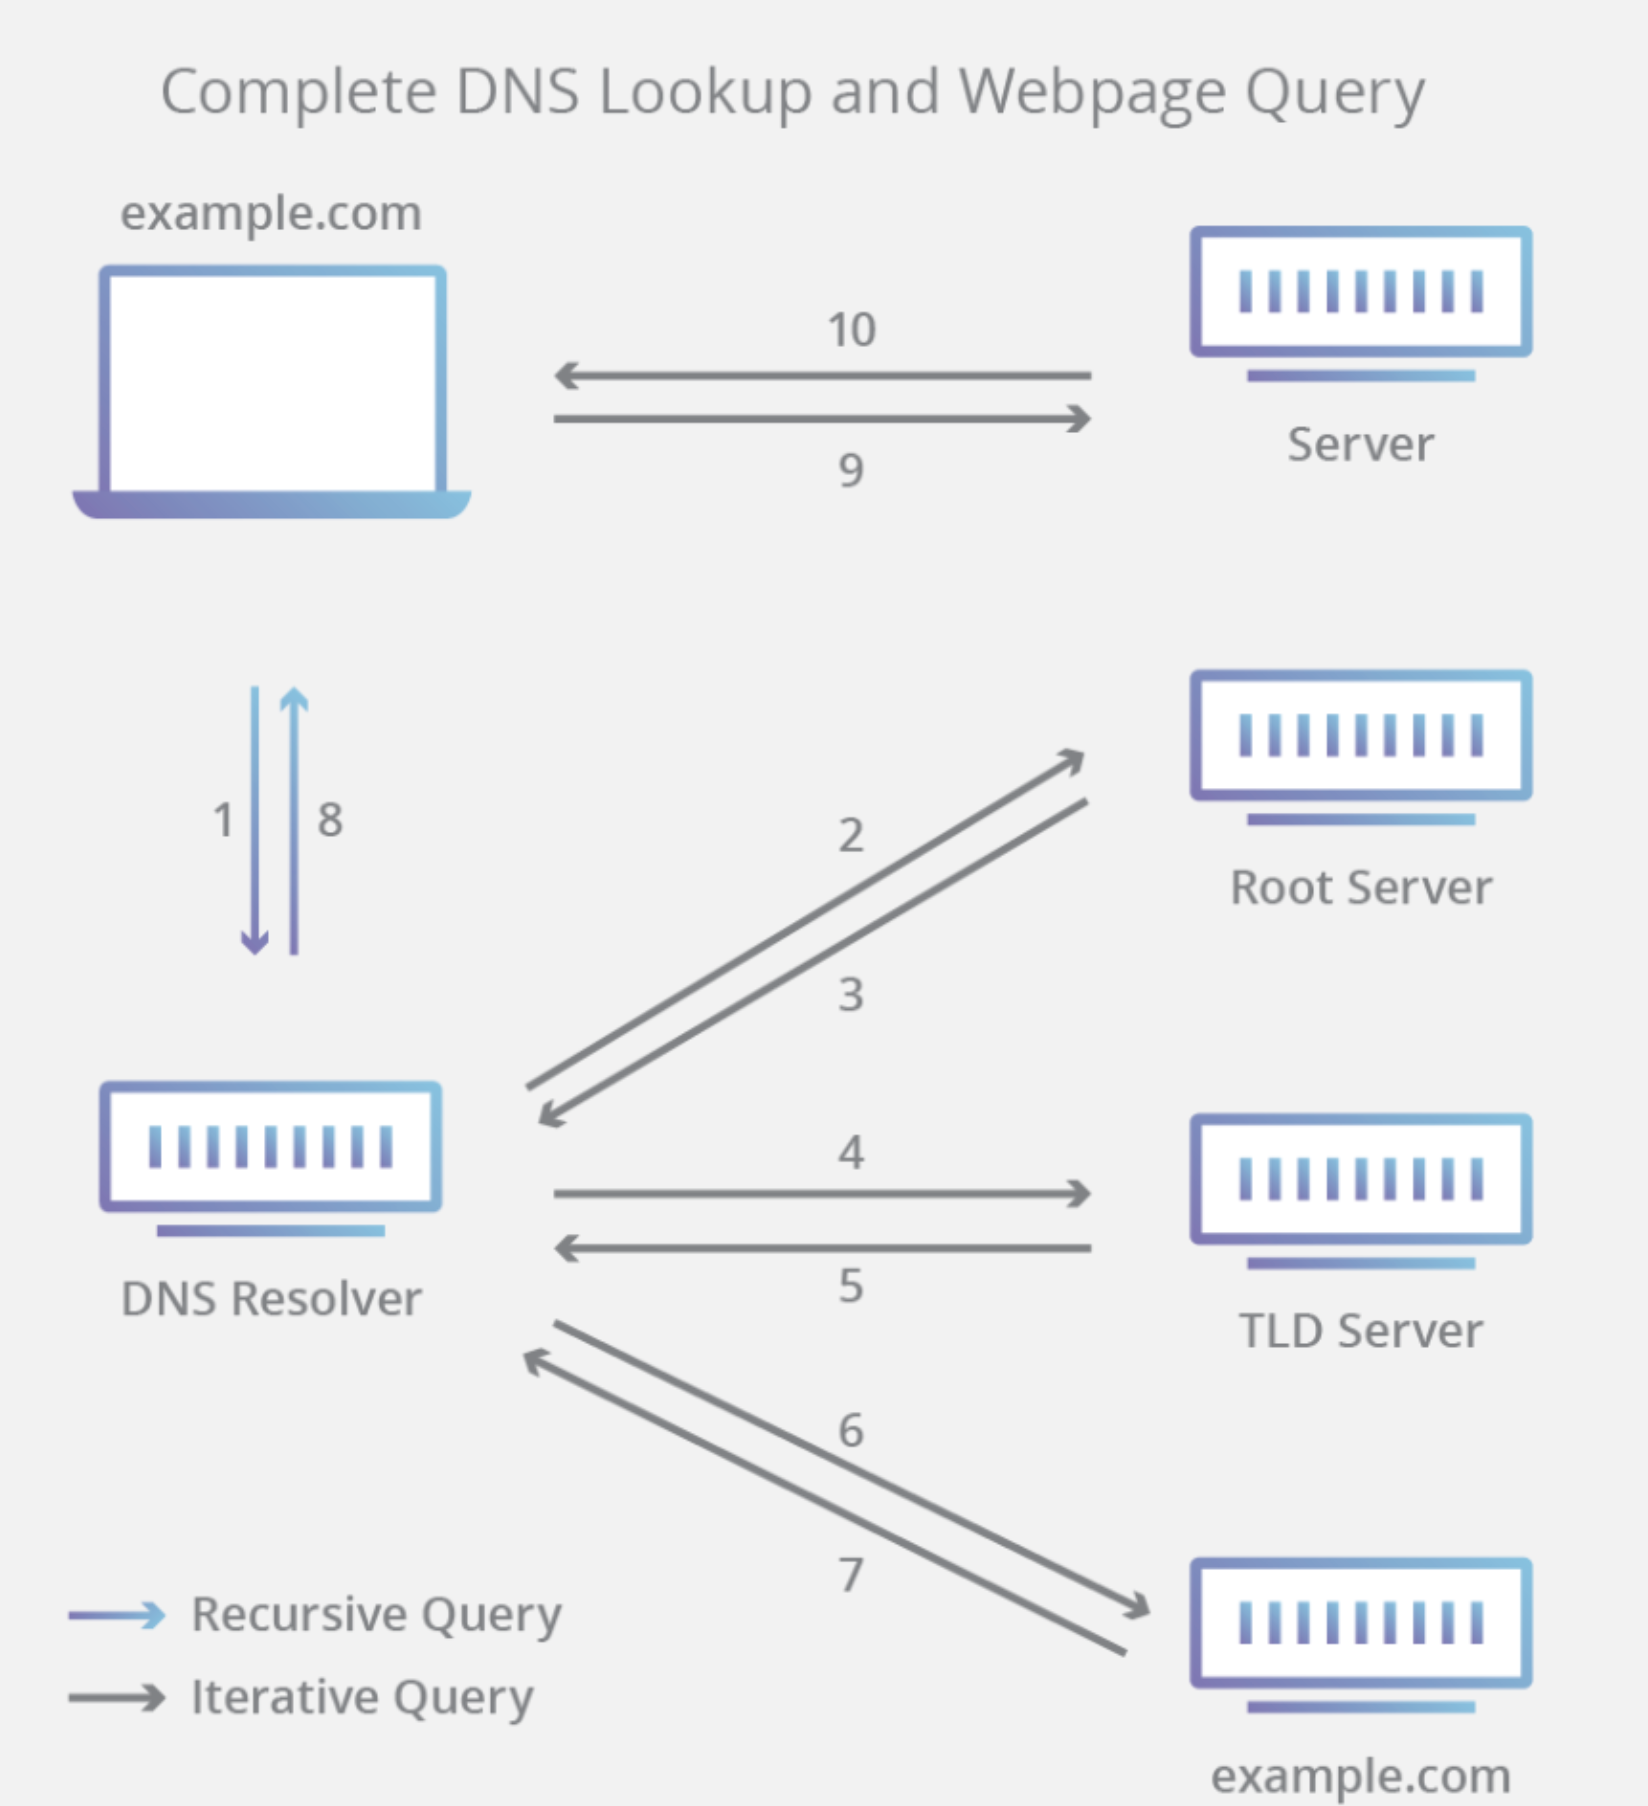 Complete DNS Lookup and Webpage Query
example.com
10
9
Server
1
8
2
3
Root Server
DNS Resolver
4
5
TLD Server
6
7
Recursive Query
Iterative Query
example.com